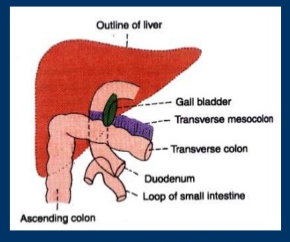 Outline of liver
Gall bladder
Transverse mesocolon
Transverse colon
Duodenum
Loop of small intestine
Ascending colon